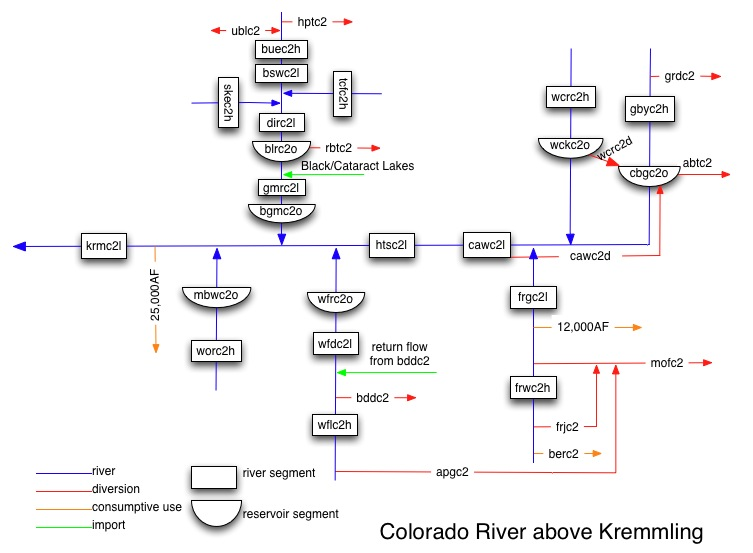 hptc2
ublc2
buec2h
bswc2l
skec2h
tcfc2h
dirc2l
blrc2o
rbtc2
Black/Cataract Lakes
gmrc2l
bgmc2o
grdc2
wcrc2h
gbyc2h
wckc2o
wcrc2d
cbgc2o
abtc2
krmc2l
htsc2l
cawc2l
cawc2d
25,000AF
mbwc2o
worc2h
wfrc2o
wfdc2l
return flow
from bddc2
bddc2
wflc2h
apgc2
frgc2l
12,000AF
mofc2
frwc2h
frjc2
berc2
river
diversion
consumptive use
import
river segment
reservoir segment
Colorado River above Kremmling